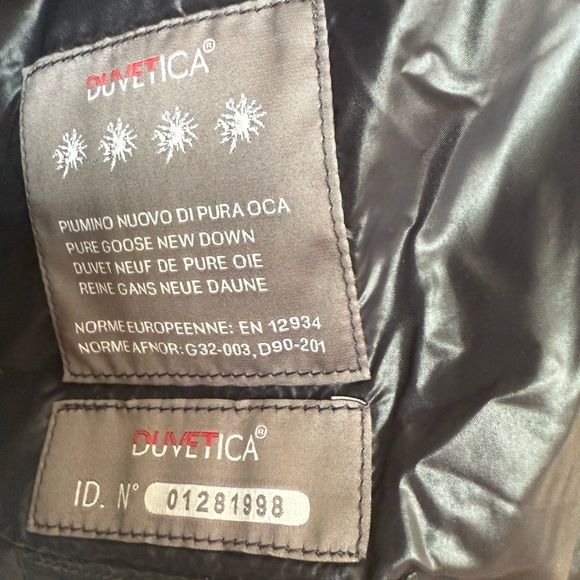 DUVETICA®
PIUMINO NUOVO DI PURA OCA
PURE GOOSE NEW DOWN
DUVET NEUF DE PURE OIE
REINE GANS NEUE DAUNE
NORME EUROPEENNE: EN 12934
NORME AFNOR: G32-003, D90-201
DUVETICA®
ID. N° 01281998